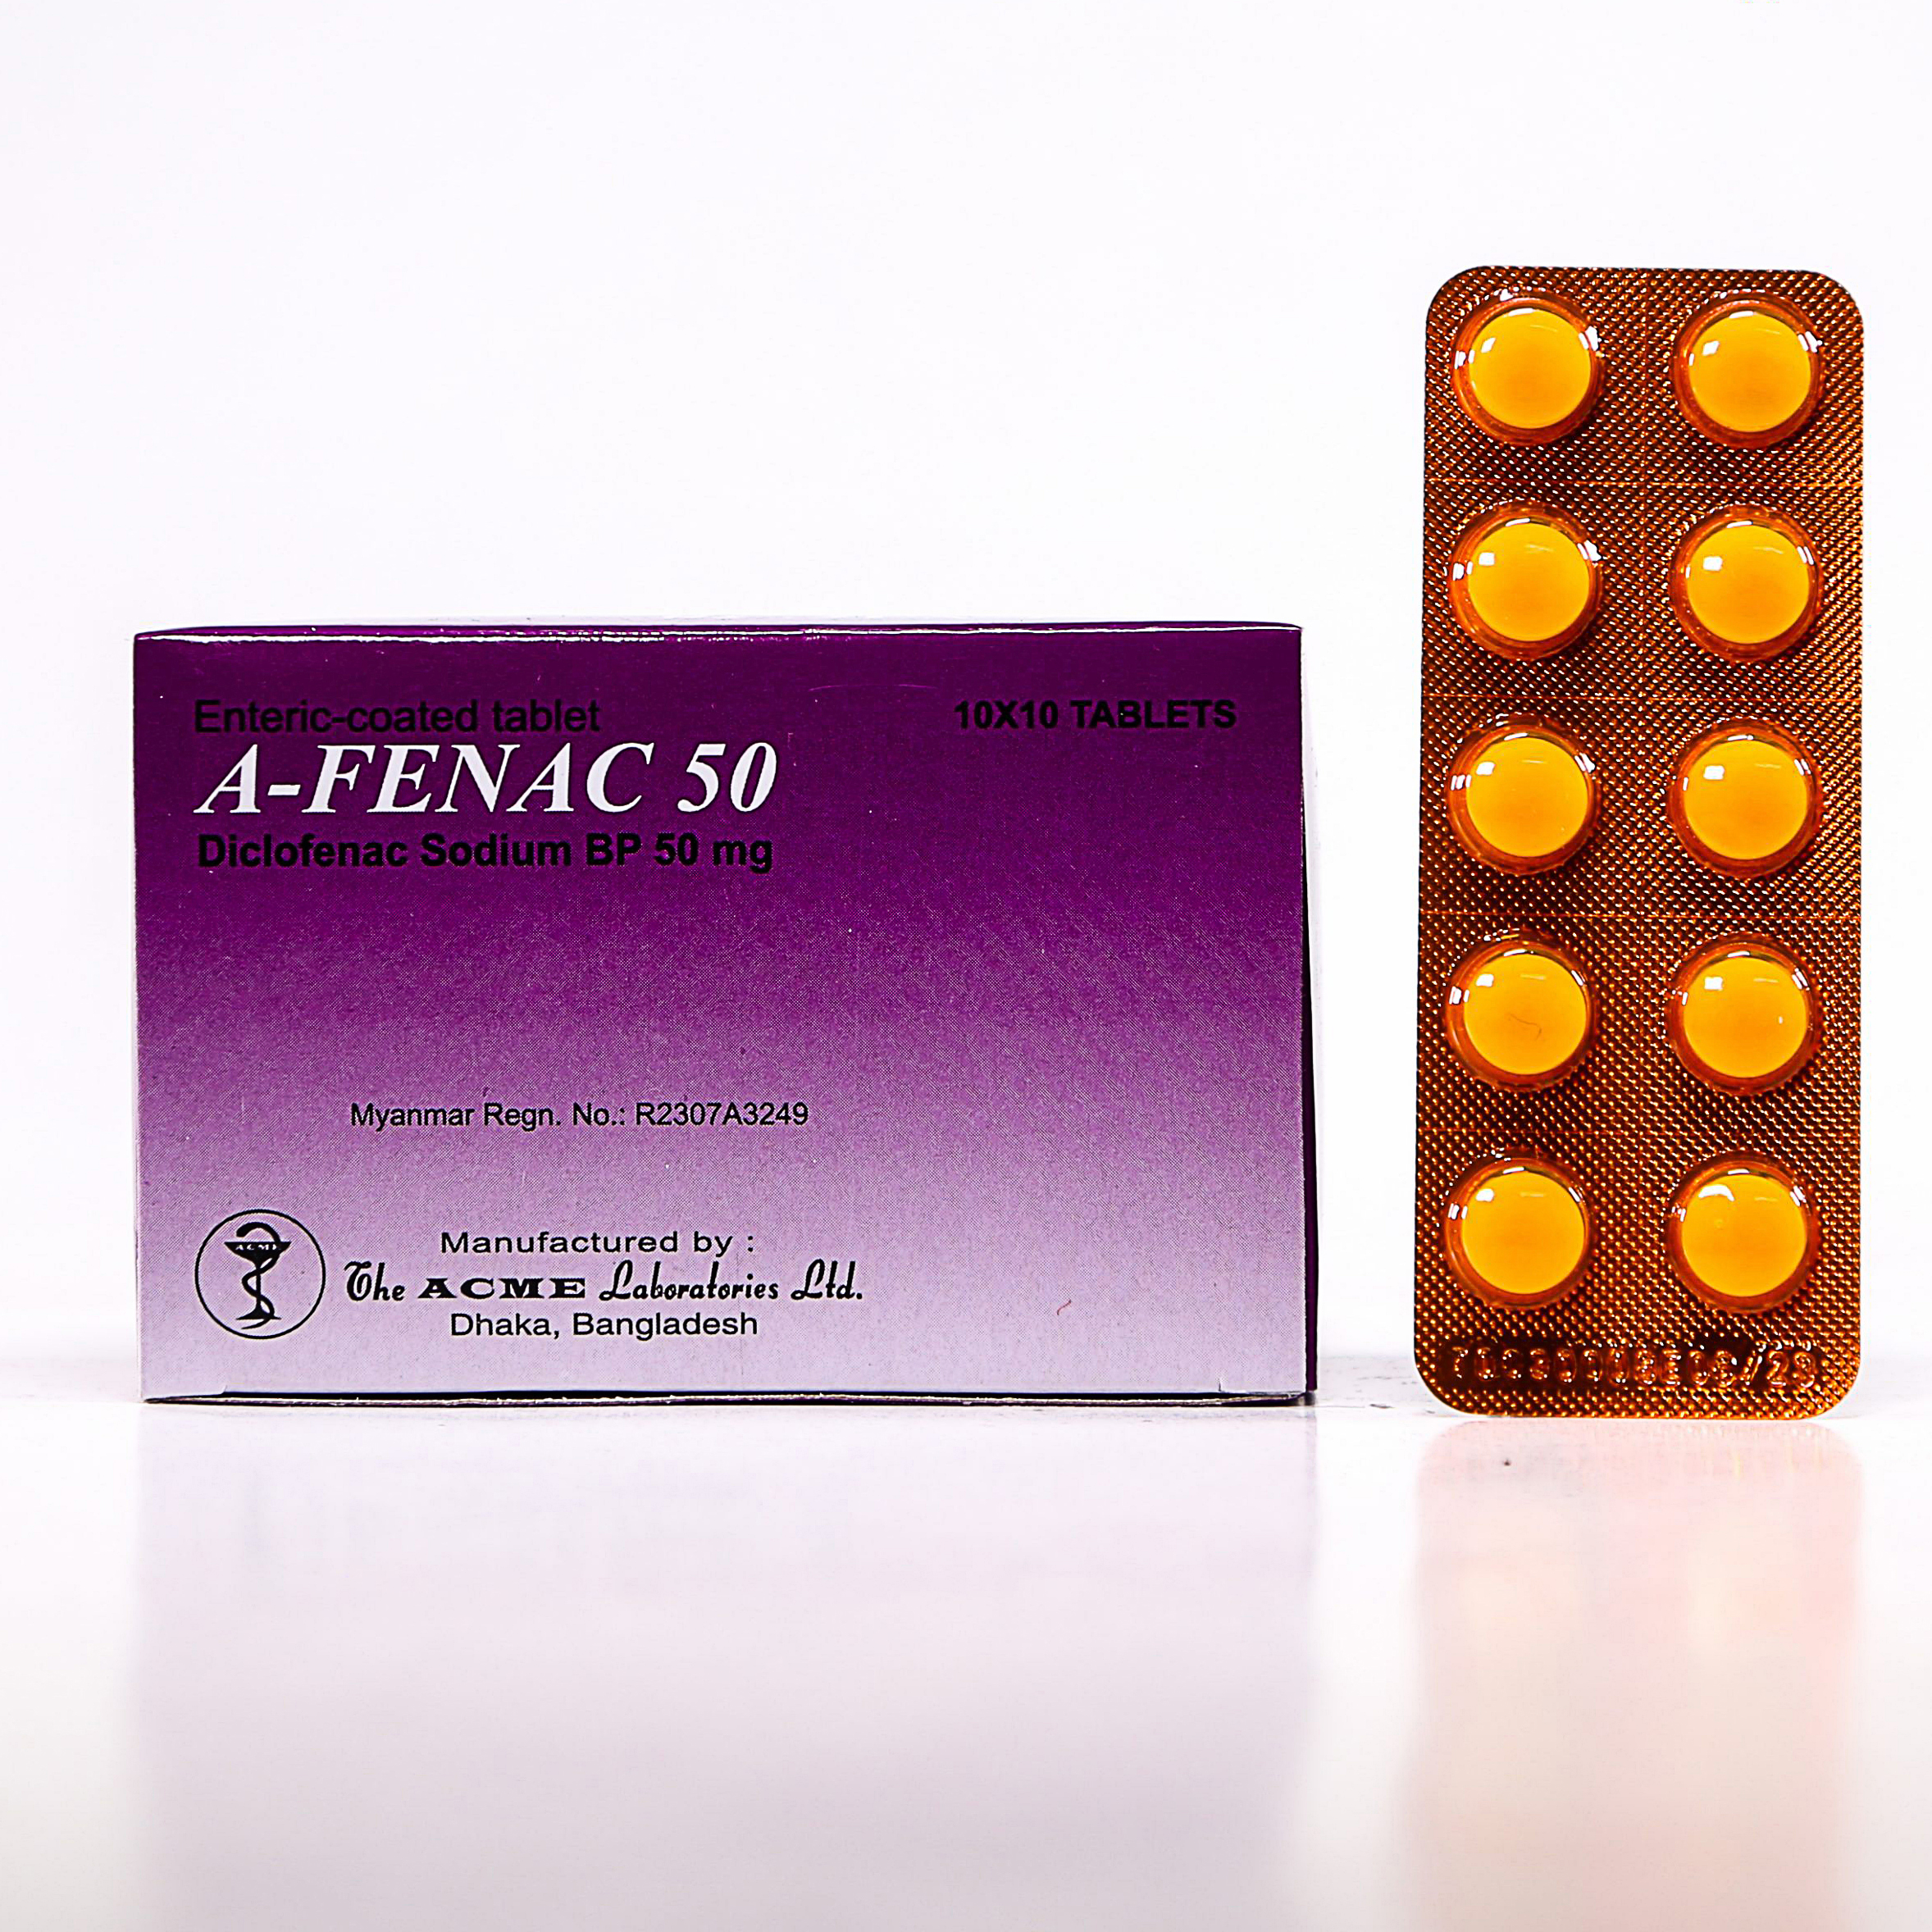 Enteric-coated tablet
10X10 TABLETS
A-FENAC 50
Diclofenac Sodium BP 50 mg
Myanmar Regn. No.: R2307A3249
ACME
Manufactured by :
The ACME Laboratories Ltd.
Dhaka, Bangladesh